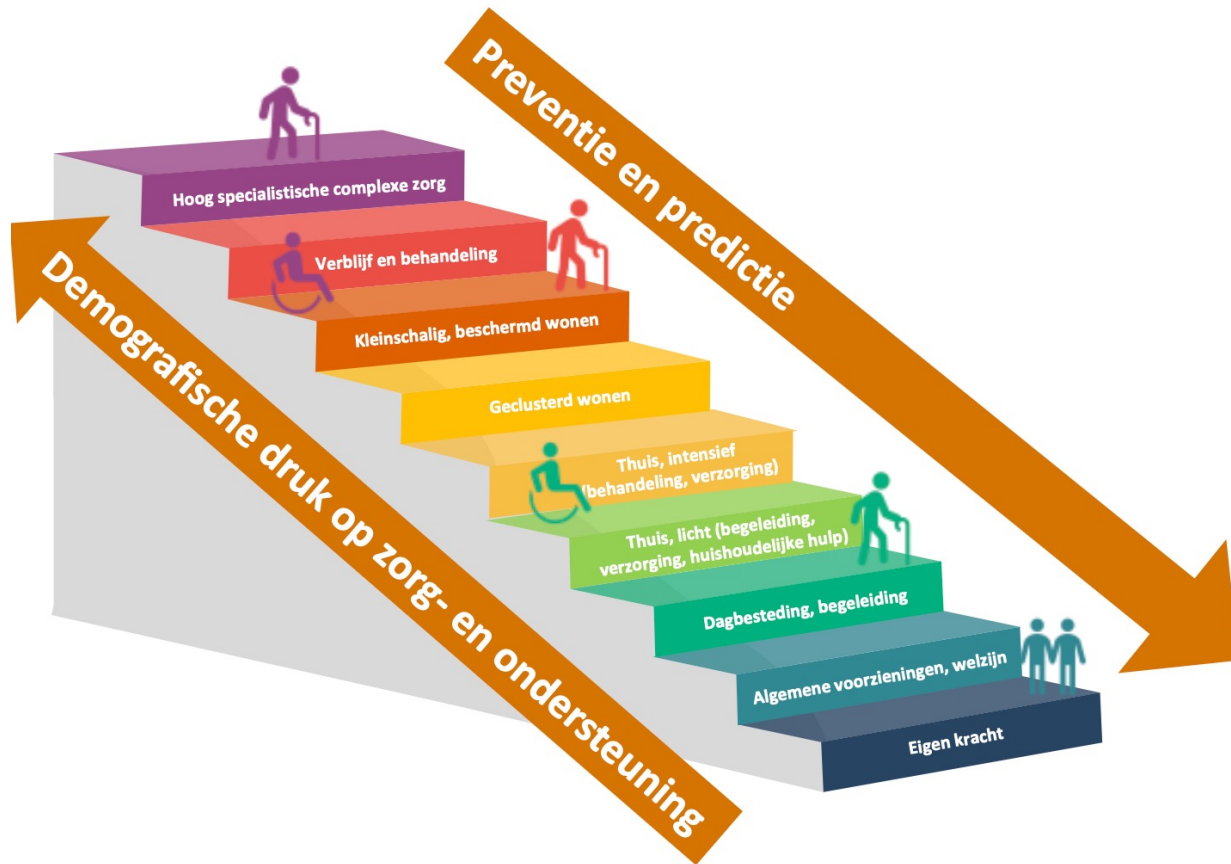 Preventie en predictie
Hoog specialistische complexe zorg
Verblijf en behandeling
Kleinschalig, beschermd wonen
Geclusterd wonen
Thuis, intensief
(behandeling, verzorging)
Thuis, licht (begeleiding,
verzorging, huishoudelijke hulp)
Dagbesteding, begeleiding
Algemene voorzieningen, welzijn
Eigen kracht
Demografische druk op zorg- en ondersteuning